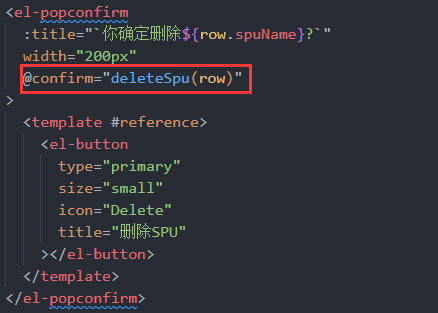 <el-popconfirm
  :title="`你确定删除${row.spuName}?`"
  width="200px"
  @confirm="deleteSpu(row)"
>
  <template #reference>
    <el-button
      type="primary"
      size="small"
      icon="Delete"
      title="删除SPU"
    ></el-button>
  </template>
</el-popconfirm>